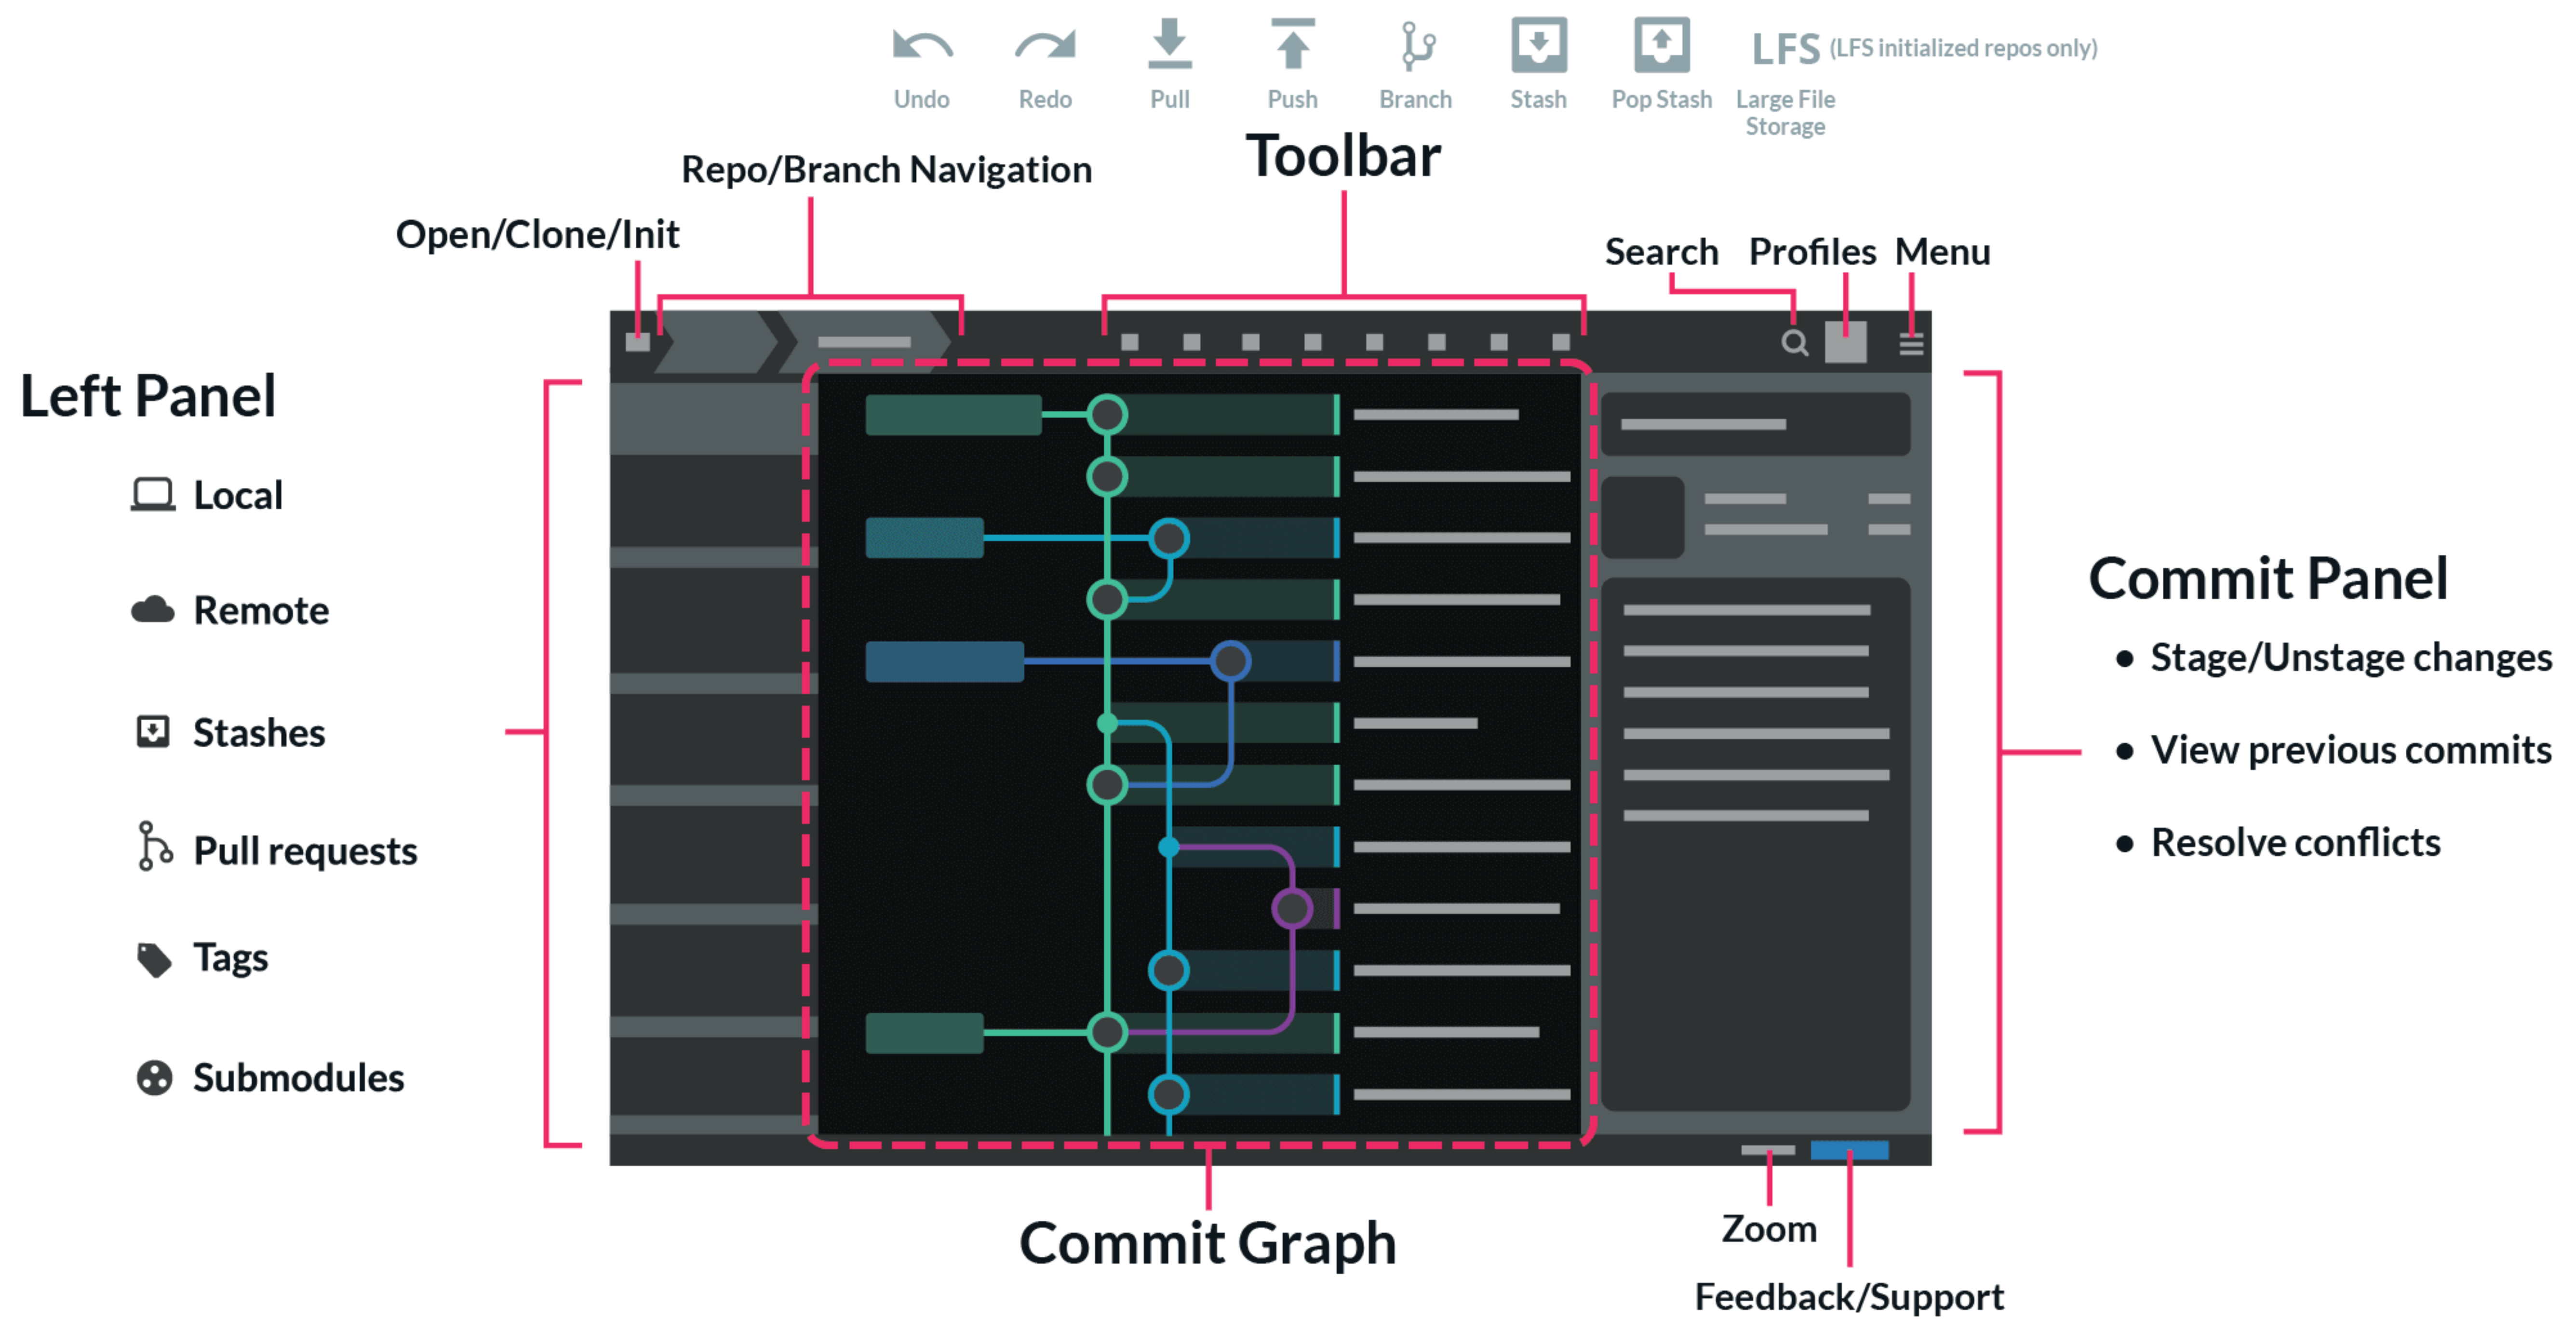 LFS (LFS initialized repos only)
Undo Redo Pull Push Branch Stash Pop Stash Large File
Storage
Toolbar
Repo/Branch Navigation
Open/Clone/Init
Search Profiles Menu
Left Panel
Local
Remote
Stashes
Pull requests
Tags
Submodules
Commit Panel
• Stage/Unstage changes
• View previous commits
• Resolve conflicts
Commit Graph
Zoom
Feedback/Support